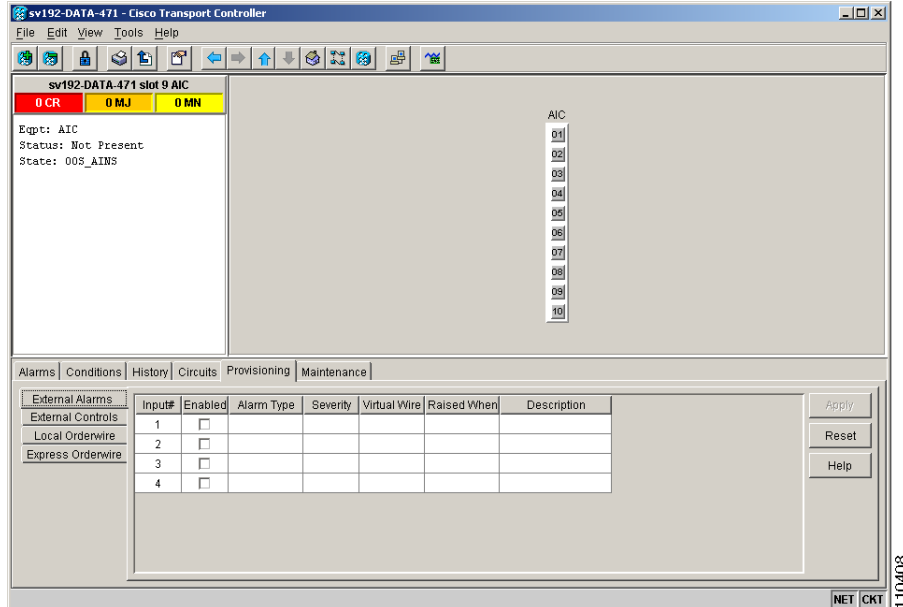 sv192-DATA-471 - Cisco Transport Controller
File Edit View Tools Help
sv192-DATA-471 slot 9 AIC
0 CR 0 MJ 0 MN
Eqpt: AIC
Status: Not Present
State: OOS_AINS
AIC
01
02
03
04
05
06
07
08
09
10
Alarms Conditions History Circuits Provisioning Maintenance
External Alarms
External Controls
Local Orderwire
Express Orderwire
Input# Enabled Alarm Type Severity Virtual Wire Raised When Description
1
2
3
4
Apply
Reset
Help
NET CKT
110408